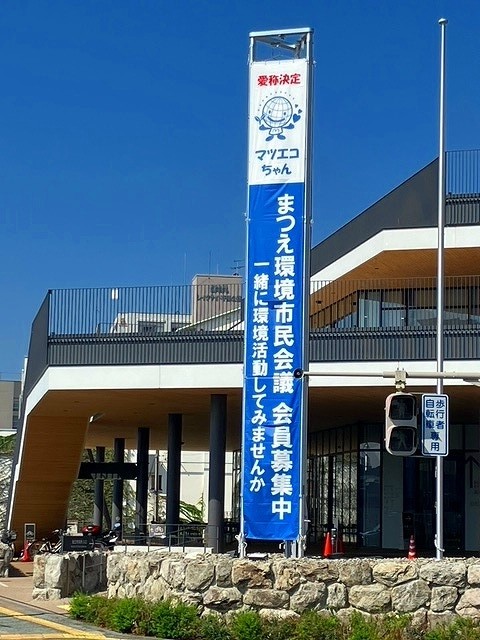 愛称決定
マツエコ
ちゃん
まつえ環境市民会議 会員募集中
一緒に環境活動してみませんか
歩行者
自転車
専用